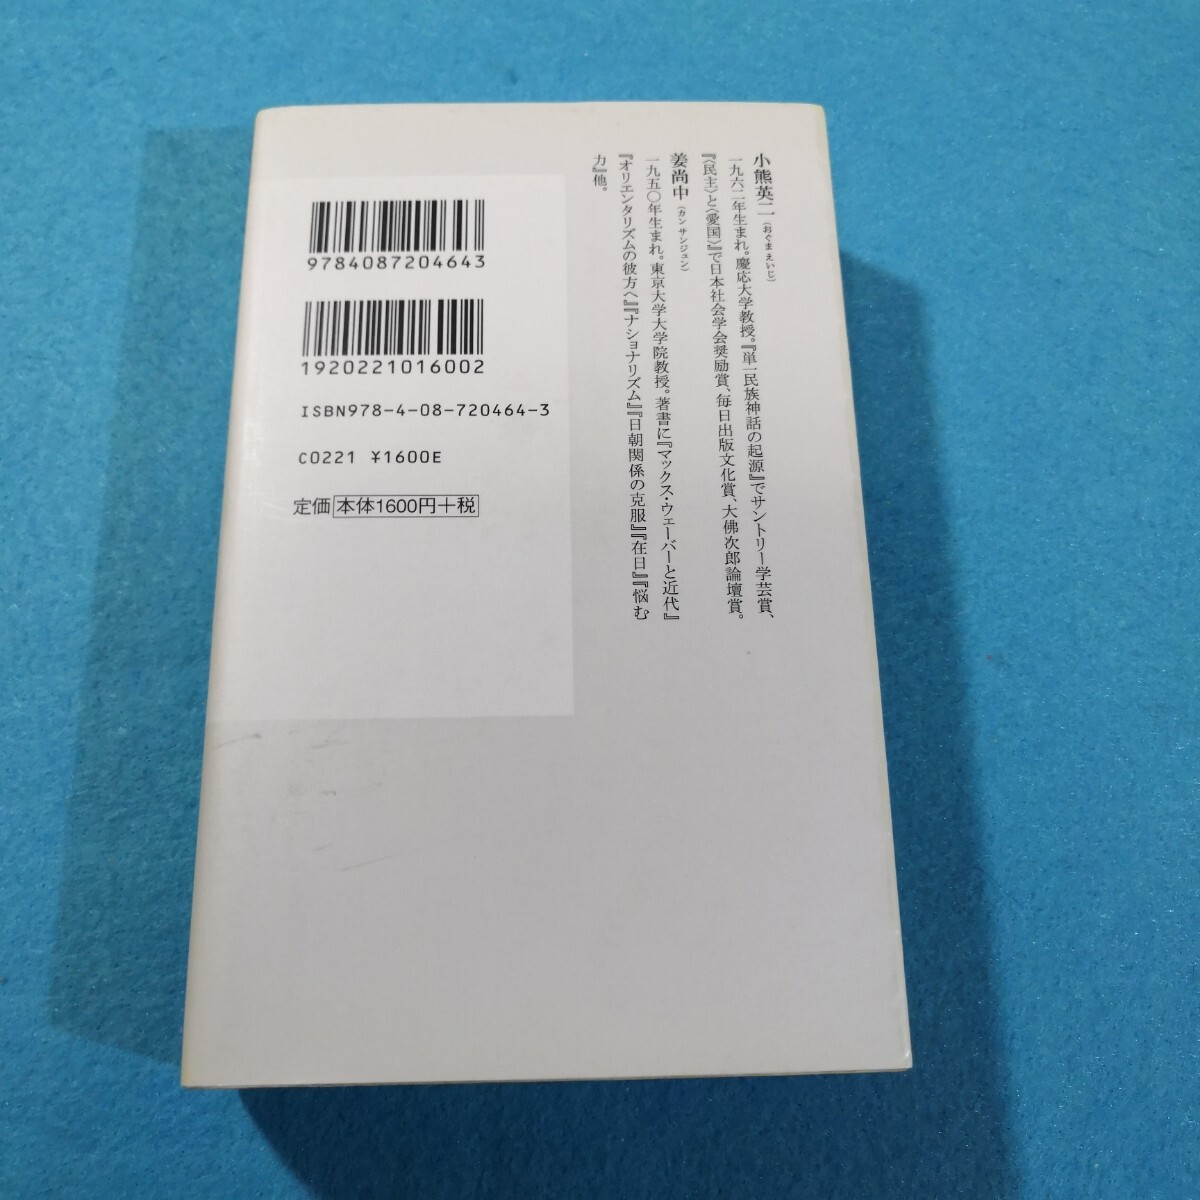 小熊英二(おぐま えいじ)
一九六二年生まれ。慶応大学教授。『単一民族神話の起源』でサントリー学芸賞、
『〈民主〉と〈愛国〉』で日本社会学会奨励賞、毎日出版文化賞、大佛次郎論壇賞。
姜尚中(カン サンジュン)
一九五〇年生まれ。東京大学大学院教授。著書に『マックス・ウェーバーと近代』
『オリエンタリズムの彼方へ』『ナショナリズム』『日朝関係の克服』『在日』『悩む
力』他。
9784087204643
1920221016002
ISBN978-4-08-720464-3
C0221 ¥1600E
定価 本体1600円+税